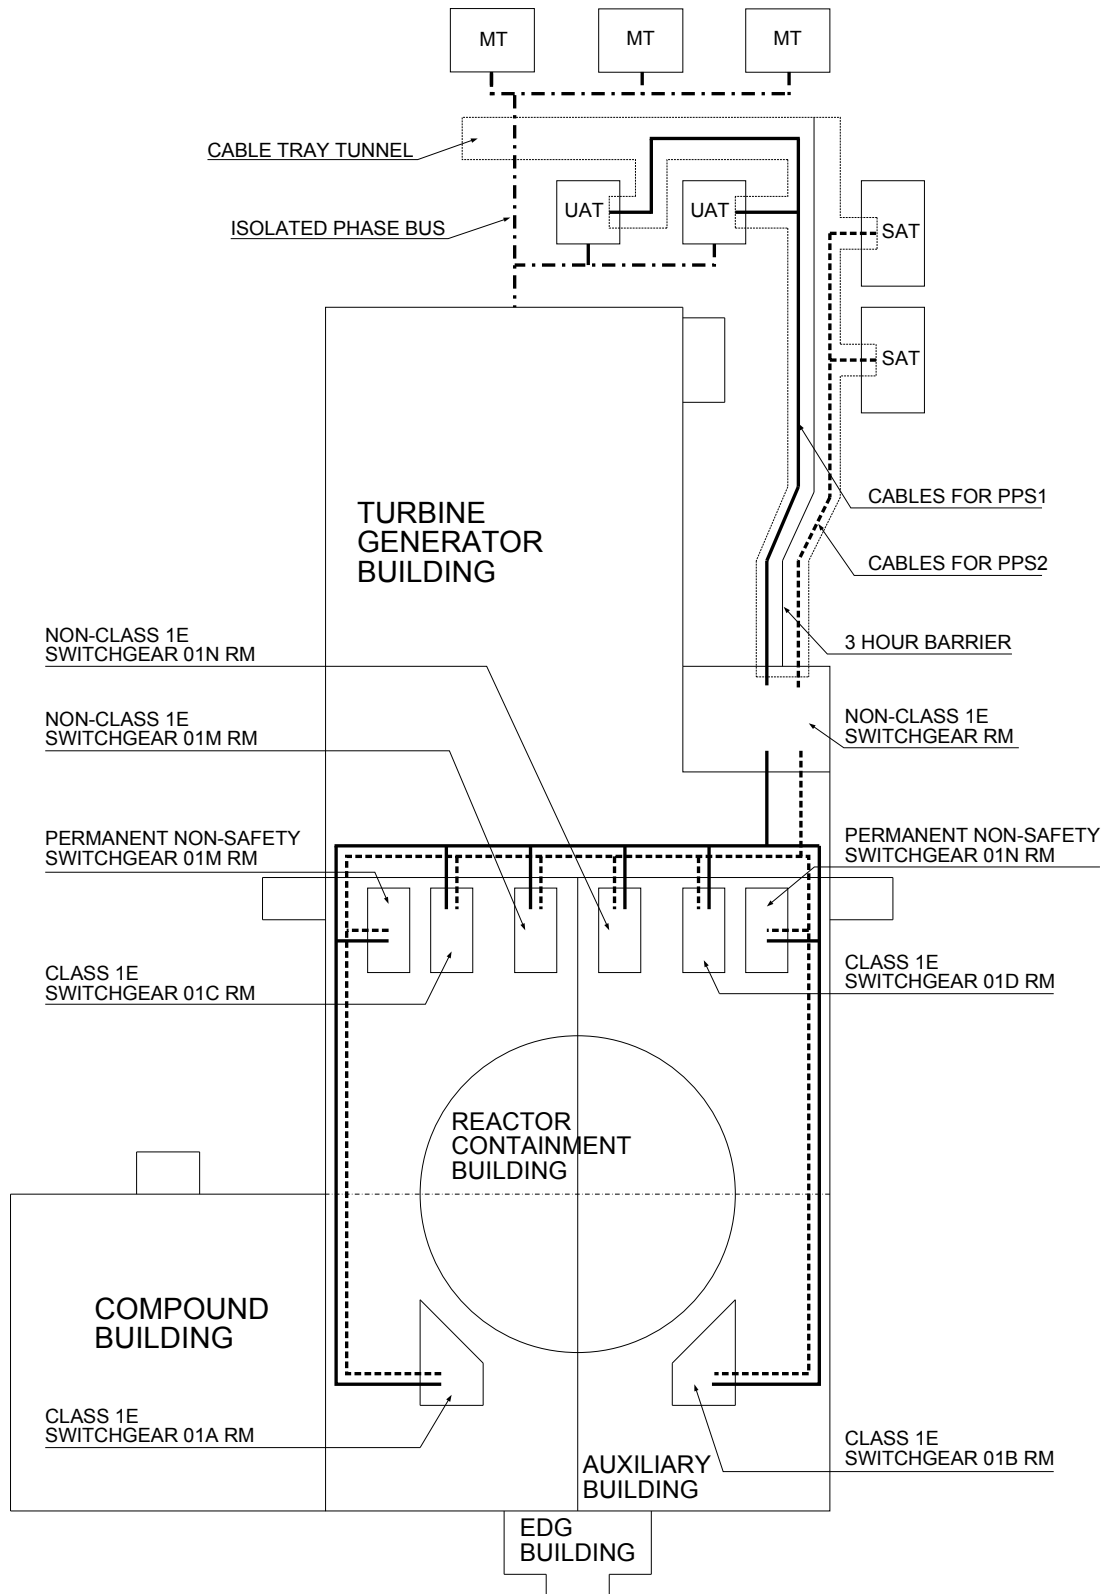 MT
MT
MT
CABLE TRAY TUNNEL
UAT
UAT
ISOLATED PHASE BUS
SAT
SAT
CABLES FOR PPS1
TURBINE
GENERATOR
BUILDING
CABLES FOR PPS2
NON-CLASS 1E
SWITCHGEAR 01N RM
3 HOUR BARRIER
NON-CLASS 1E
SWITCHGEAR 01M RM
NON-CLASS 1E
SWITCHGEAR RM
PERMANENT NON-SAFETY
SWITCHGEAR 01M RM
PERMANENT NON-SAFETY
SWITCHGEAR 01N RM
CLASS 1E
SWITCHGEAR 01C RM
CLASS 1E
SWITCHGEAR 01D RM
REACTOR
CONTAINMENT
BUILDING
COMPOUND
BUILDING
CLASS 1E
SWITCHGEAR 01A RM
CLASS 1E
SWITCHGEAR 01B RM
AUXILIARY
BUILDING
EDG
BUILDING